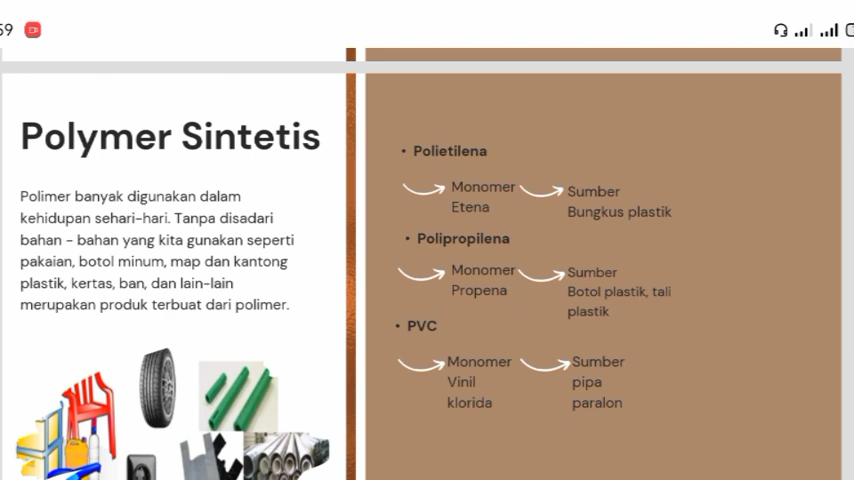 59
Polymer Sintetis
Polimer banyak digunakan dalam
kehidupan sehari-hari. Tanpa disadari
bahan - bahan yang kita gunakan seperti
pakaian, botol minum, map dan kantong
plastik, kertas, ban, dan lain-lain
merupakan produk terbuat dari polimer.
• Polietilena
Monomer
Etena
Sumber
Bungkus plastik
• Polipropilena
Monomer
Propena
Sumber
Botol plastik, tali
plastik
• PVC
Monomer
Vinil
klorida
Sumber
pipa
paralon